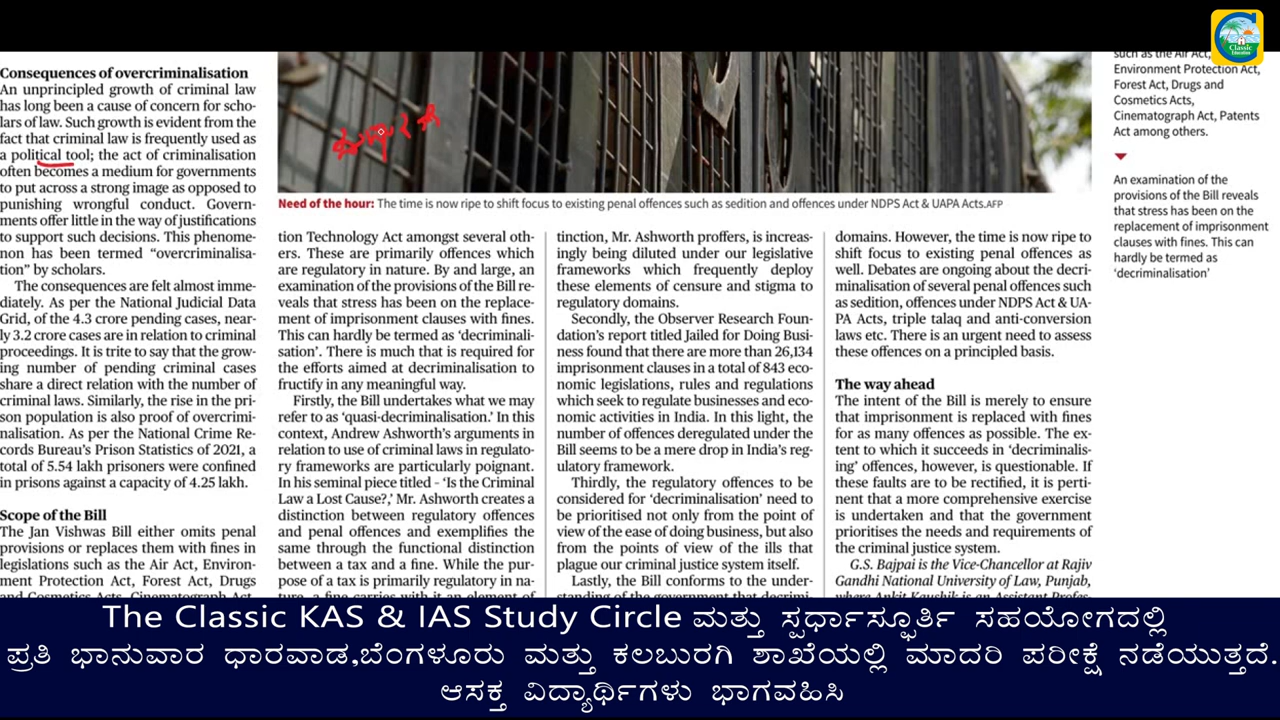 Classic
Education
Consequences of overcriminalisation
An unprincipled growth of criminal law
has long been a cause of concern for scho-
lars of law. Such growth is evident from the
fact that criminal law is frequently used as
a political tool; the act of criminalisation
often becomes a medium for governments
to put across a strong image as opposed to
punishing wrongful conduct. Govern-
ments offer little in the way of justifications
to support such decisions. This phenome-
non has been termed “overcriminalisa-
tion” by scholars.
The consequences are felt almost imme-
diately. As per the National Judicial Data
Grid, of the 4.3 crore pending cases, near-
ly 3.2 crore cases are in relation to criminal
proceedings. It is trite to say that the grow-
ing number of pending criminal cases
share a direct relation with the number of
criminal laws. Similarly, the rise in the pri-
son population is also proof of overcrimi-
nalisation. As per the National Crime Re-
cords Bureau’s Prison Statistics of 2021, a
total of 5.54 lakh prisoners were confined
in prisons against a capacity of 4.25 lakh.
Scope of the Bill
The Jan Vishwas Bill either omits penal
provisions or replaces them with fines in
legislations such as the Air Act, Environ-
ment Protection Act, Forest Act, Drugs
and Cosmetics Act, Cinematograph Act,
Need of the hour: The time is now ripe to shift focus to existing penal offences such as sedition and offences under NDPS Act & UAPA Acts.AFP
tion Technology Act amongst several oth-
ers. These are primarily offences which
are regulatory in nature. By and large, an
examination of the provisions of the Bill re-
veals that stress has been on the replace-
ment of imprisonment clauses with fines.
This can hardly be termed as ‘decriminali-
sation’. There is much that is required for
the efforts aimed at decriminalisation to
fructify in any meaningful way.
Firstly, the Bill undertakes what we may
refer to as ‘quasi-decriminalisation.’ In this
context, Andrew Ashworth’s arguments in
relation to use of criminal laws in regulato-
ry frameworks are particularly poignant.
In his seminal piece titled - ‘Is the Criminal
Law a Lost Cause?,’ Mr. Ashworth creates a
distinction between regulatory offences
and penal offences and exemplifies the
same through the functional distinction
between a tax and a fine. While the pur-
pose of a tax is primarily regulatory in na-
ture, a fine carries with it an element of
tinction, Mr. Ashworth proffers, is increas-
ingly being diluted under our legislative
frameworks which frequently deploy
these elements of censure and stigma to
regulatory domains.
Secondly, the Observer Research Foun-
dation’s report titled Jailed for Doing Busi-
ness found that there are more than 26,134
imprisonment clauses in a total of 843 eco-
nomic legislations, rules and regulations
which seek to regulate businesses and eco-
nomic activities in India. In this light, the
number of offences deregulated under the
Bill seems to be a mere drop in India’s reg-
ulatory framework.
Thirdly, the regulatory offences to be
considered for ‘decriminalisation’ need to
be prioritised not only from the point of
view of the ease of doing business, but also
from the points of view of the ills that
plague our criminal justice system itself.
Lastly, the Bill conforms to the under-
standing of the government that decrimi-
domains. However, the time is now ripe to
shift focus to existing penal offences as
well. Debates are ongoing about the decri-
minalisation of several penal offences such
as sedition, offences under NDPS Act & UA-
PA Acts, triple talaq and anti-conversion
laws etc. There is an urgent need to assess
these offences on a principled basis.
The way ahead
The intent of the Bill is merely to ensure
that imprisonment is replaced with fines
for as many offences as possible. The ex-
tent to which it succeeds in ‘decriminalis-
ing’ offences, however, is questionable. If
these faults are to be rectified, it is perti-
nent that a more comprehensive exercise
is undertaken and that the government
prioritises the needs and requirements of
the criminal justice system.
G.S. Bajpai is the Vice-Chancellor at Rajiv
Gandhi National University of Law, Punjab,
where Ankit Kaushik is an Assistant Profes-
such as the Air Act,
Environment Protection Act,
Forest Act, Drugs and
Cosmetics Acts,
Cinematograph Act, Patents
Act among others.
An examination of the
provisions of the Bill reveals
that stress has been on the
replacement of imprisonment
clauses with fines. This can
hardly be termed as
‘decriminalisation’
The Classic KAS & IAS Study Circle ಮತ್ತು ಸ್ಪರ್ಧಾಸ್ಫೂರ್ತಿ ಸಹಯೋಗದಲ್ಲಿ
ಪ್ರತಿ ಭಾನುವಾರ ಧಾರವಾಡ,ಬೆಂಗಳೂರು ಮತ್ತು ಕಲಬುರಗಿ ಶಾಖೆಯಲ್ಲಿ ಮಾದರಿ ಪರೀಕ್ಷೆ ನಡೆಯುತ್ತದೆ.
ಆಸಕ್ತ ವಿದ್ಯಾರ್ಥಿಗಳು ಭಾಗವಹಿಸಿ